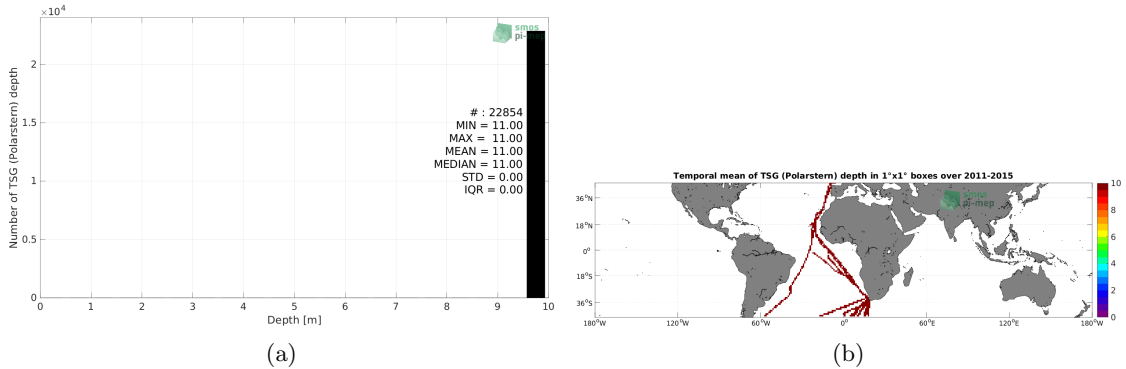 ×10⁴
smos
pi-mep
2
1.5
1
0.5
0
Number of TSG (Polarstern) depth
# : 22854
MIN = 11.00
MAX = 11.00
MEAN = 11.00
MEDIAN = 11.00
STD = 0.00
IQR = 0.00
0 1 2 3 4 5 6 7 8 9 10
Depth [m]
(a)
Temporal mean of TSG (Polarstern) depth in 1°x1° boxes over 2011-2015
smos
pi-mep
36°N
18°N
0°
18°S
36°S
180°W 120°W 60°W 0° 60°E 120°E 180°W
10
8
6
4
2
0
(b)